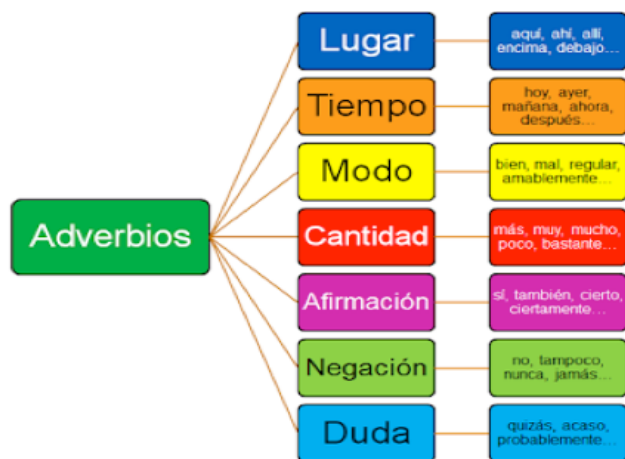 Adverbios
Lugar
aquí, ahí, allí,
encima, debajo…
Tiempo
hoy, ayer,
mañana, ahora,
después…
Modo
bien, mal, regular,
amablemente…
Cantidad
más, muy, mucho,
poco, bastante…
Afirmación
sí, también, cierto,
ciertamente…
Negación
no, tampoco,
nunca, jamás…
Duda
quizás, acaso,
probablemente…